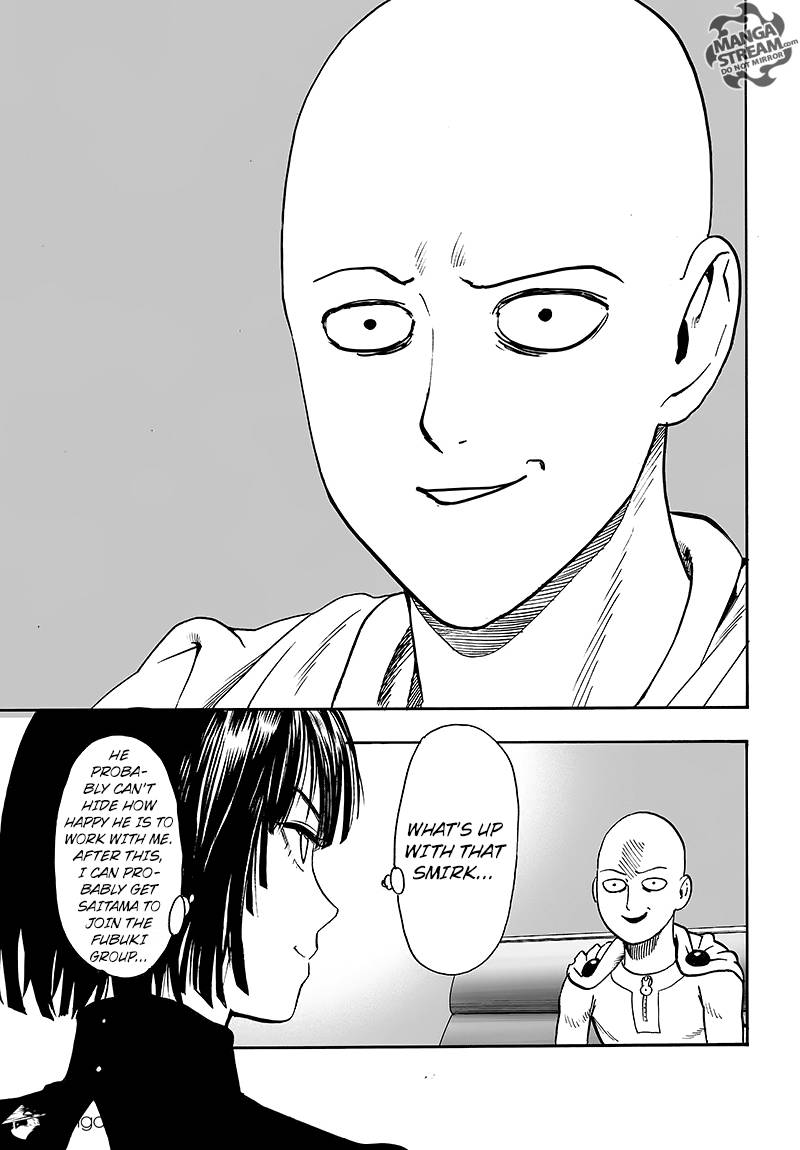 MANGA
STREAM.com
DO NOT MIRROR
WHAT'S UP
WITH THAT
SMIRK...
HE
PROBA-
BLY CAN'T
HIDE HOW
HAPPY HE IS TO
WORK WITH ME.
AFTER THIS,
I CAN PRO-
BABLY GET
SAITAMA TO
JOIN THE
FUBUKI
GROUP...